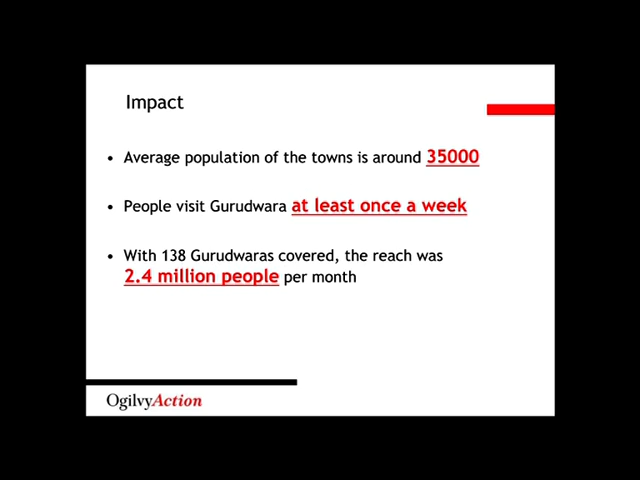 Impact
• Average population of the towns is around 35000
• People visit Gurudwara at least once a week
• With 138 Gurudwaras covered, the reach was
2.4 million people per month
OgilvyAction